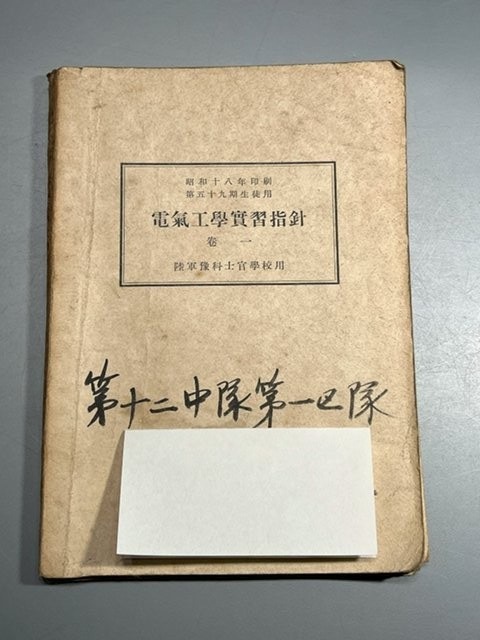 昭和十八年印刷
第五十九期生徒用
電氣工學實習指針
卷一
陸軍豫科士官學校用
第十二中隊第一区隊